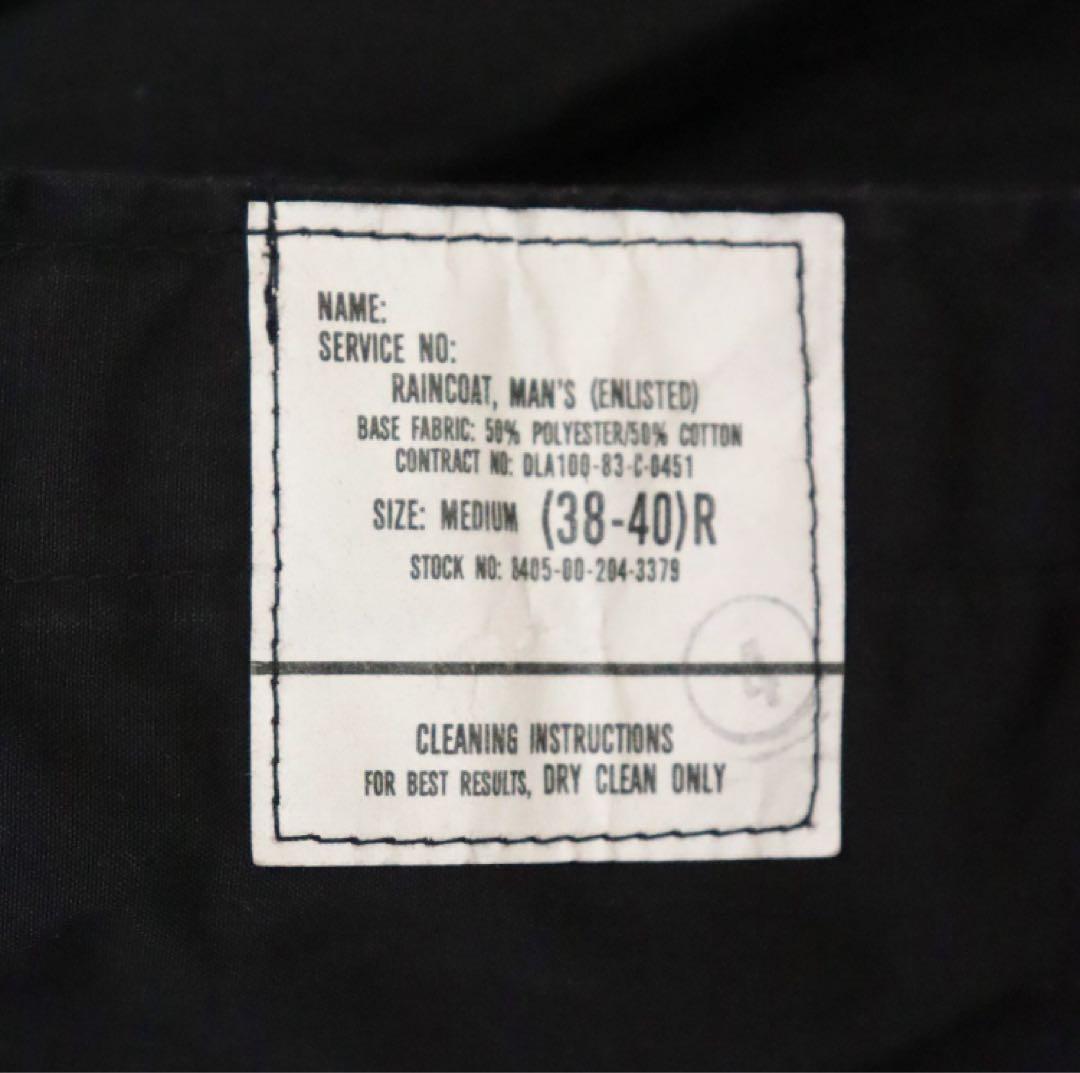 NAME:
SERVICE NO:
RAINCOAT, MAN'S (ENLISTED)
BASE FABRIC: 50% POLYESTER/50% COTTON
CONTRACT NO: DLA100-83-C-0451
SIZE: MEDIUM (38-40)R
STOCK NO: 8405-00-204-3379
CLEANING INSTRUCTIONS
FOR BEST RESULTS, DRY CLEAN ONLY